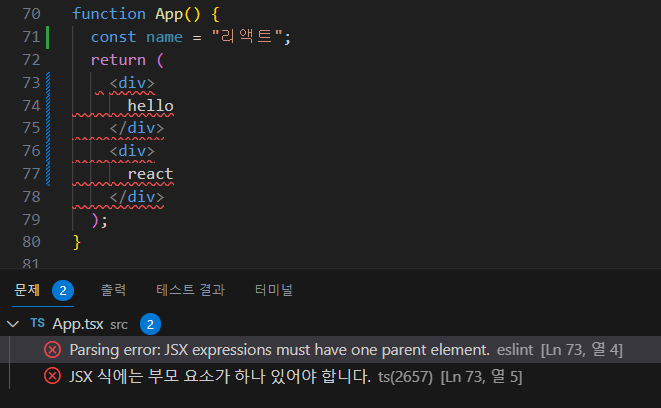 70 function App() {
71 const name = "리액트";
72 return (
73 <div>
74 hello
75 </div>
76 <div>
77 react
78 </div>
79 );
80 }
81
문제 2 출력 테스트 결과 터미널
TS App.tsx src 2
Parsing error: JSX expressions must have one parent element. eslint [Ln 73, 열 4]
JSX 식에는 부모 요소가 하나 있어야 합니다. ts(2657) [Ln 73, 열 5]